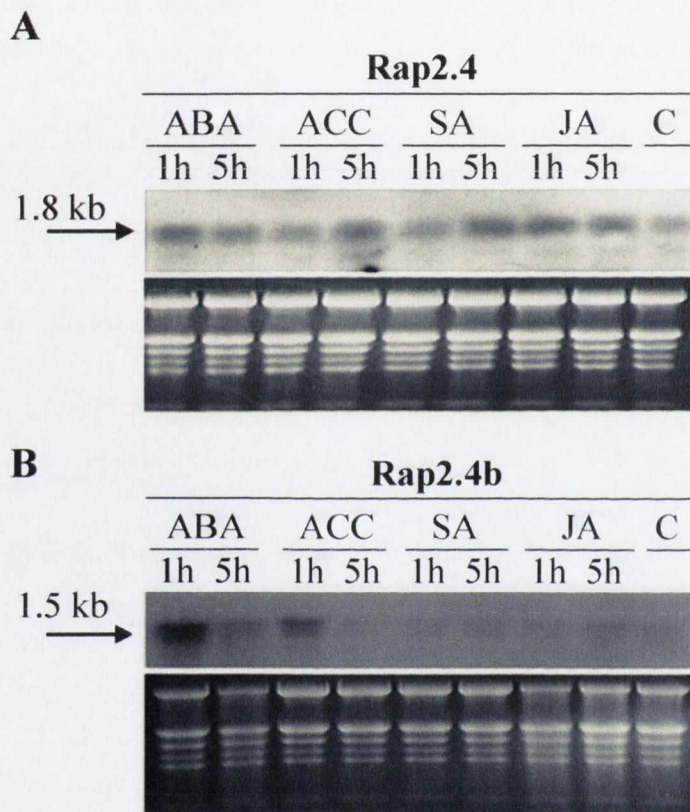 A
Rap2.4
ABA ACC SA JA C
1h 5h 1h 5h 1h 5h 1h 5h
1.8 kb
B
Rap2.4b
ABA ACC SA JA C
1h 5h 1h 5h 1h 5h 1h 5h
1.5 kb